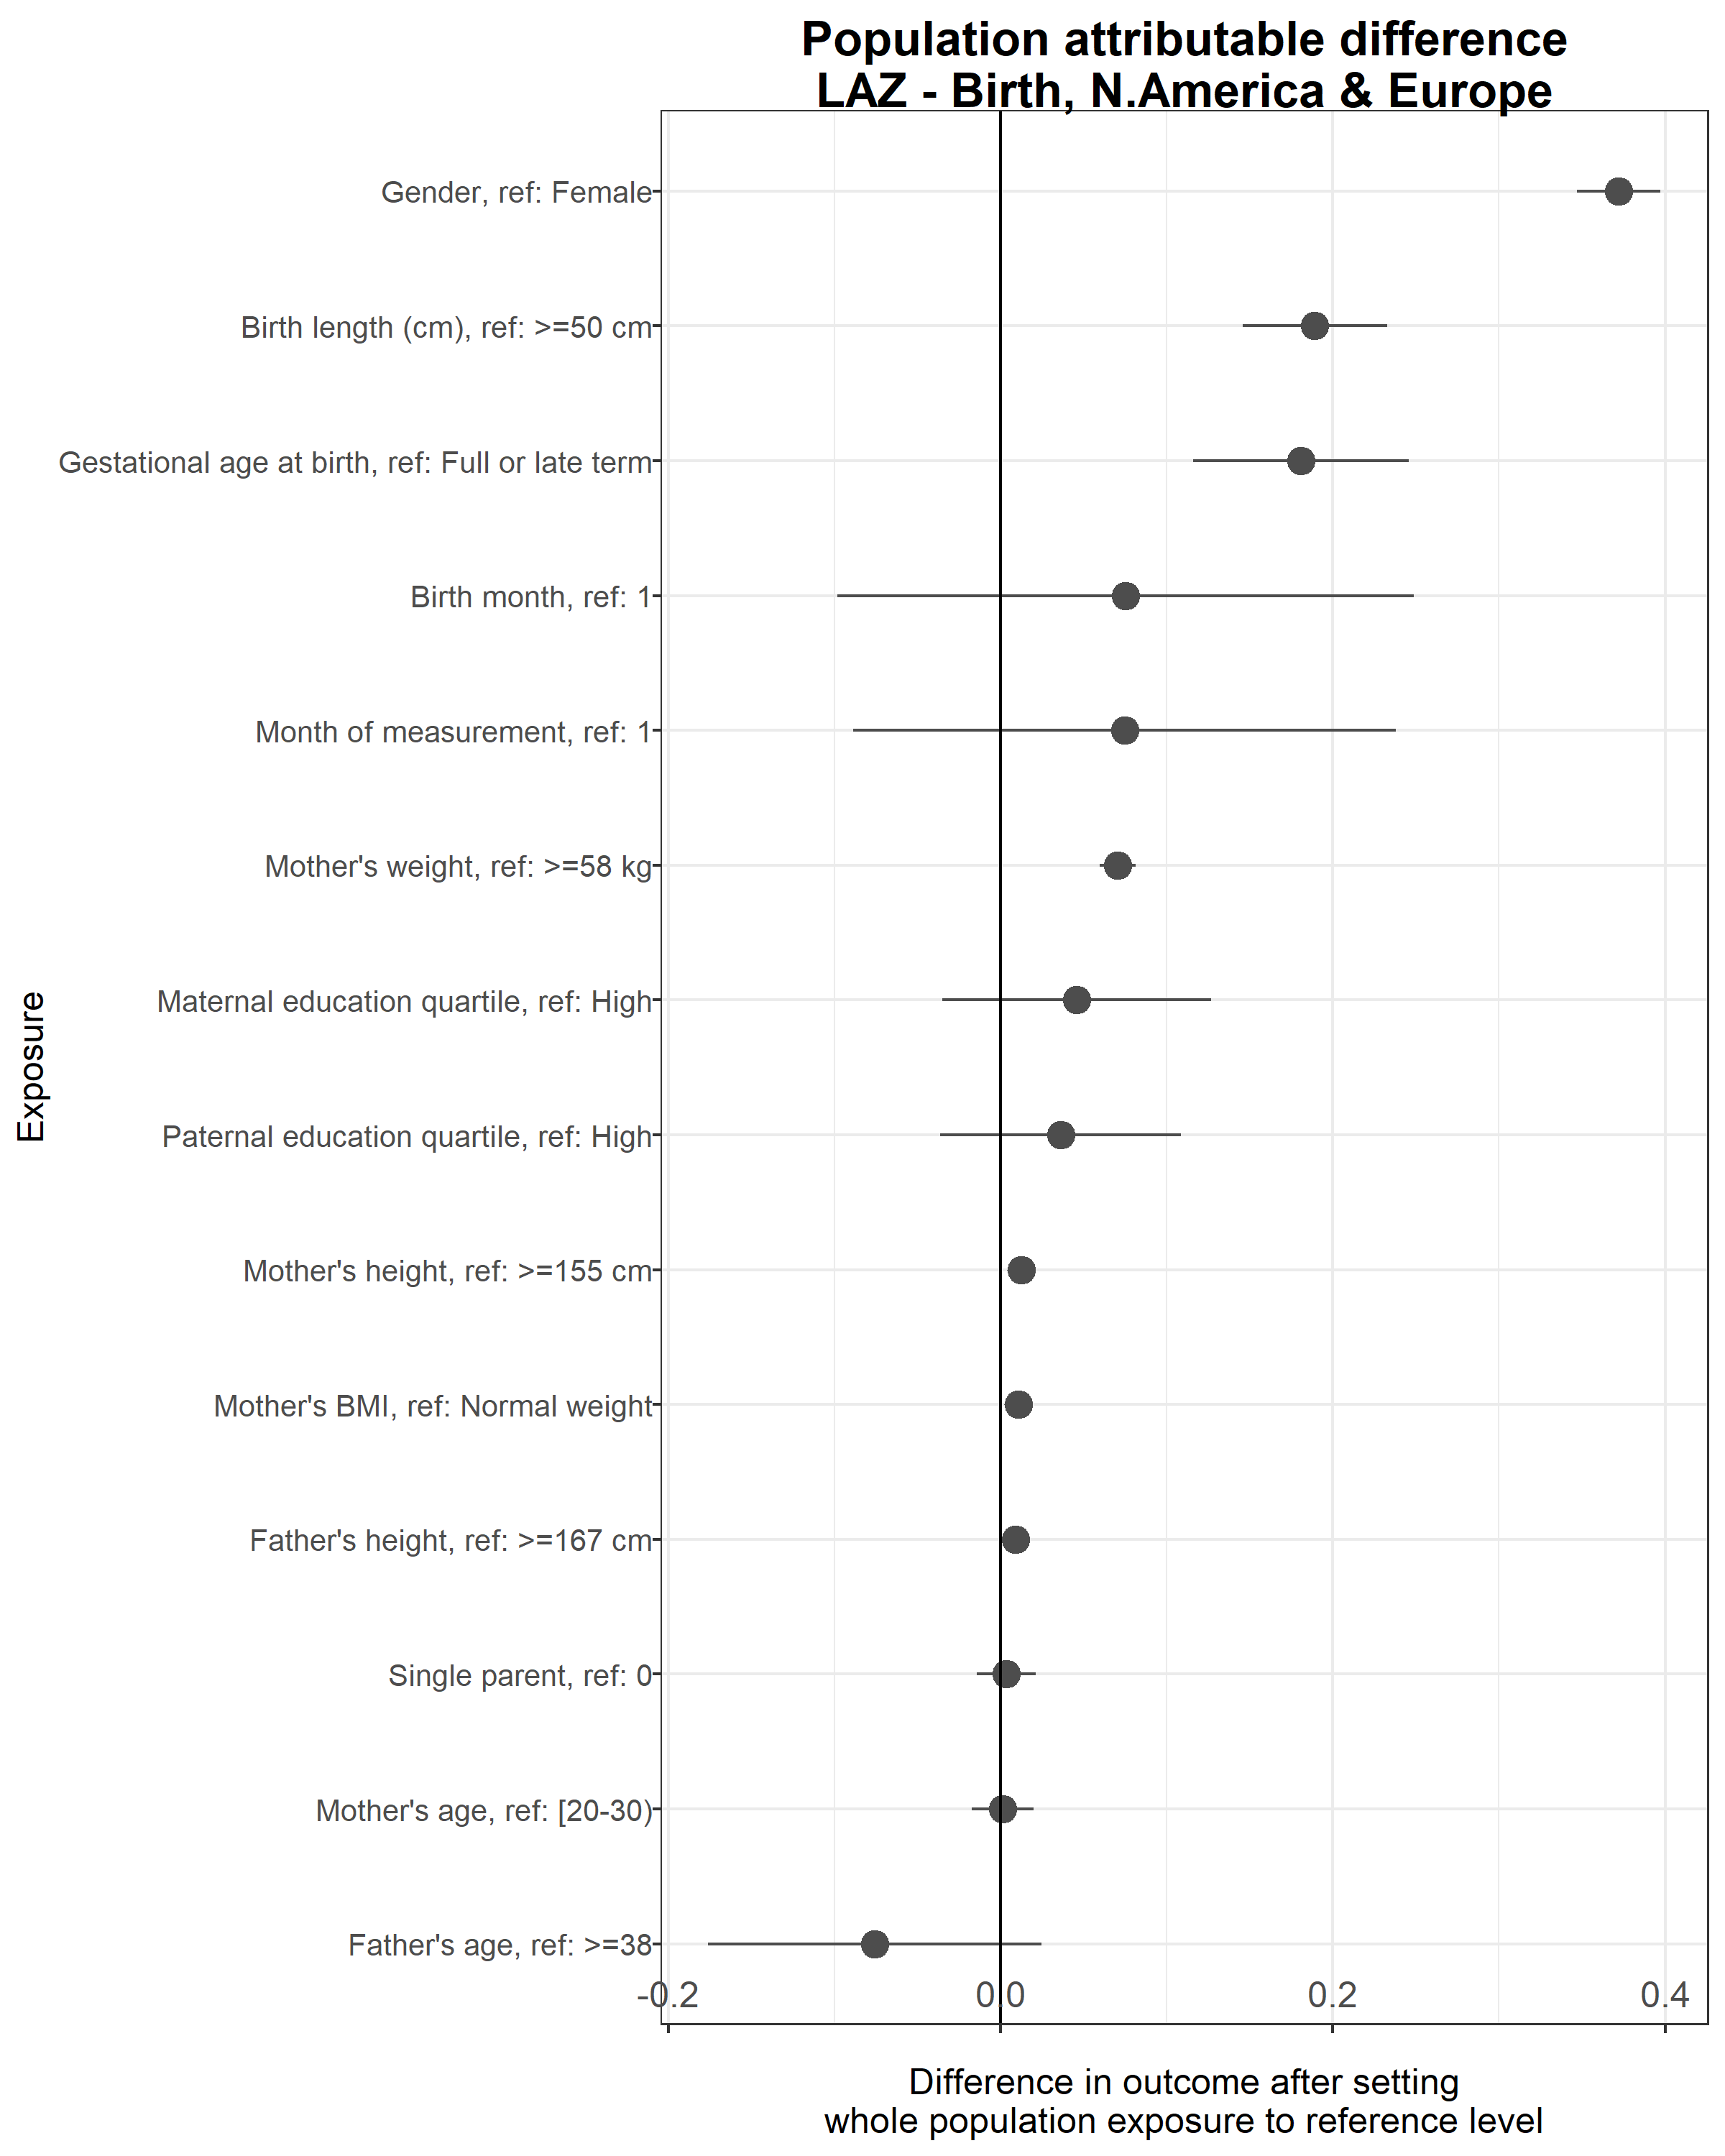 Population attributable difference
LAZ - Birth, N.America & Europe
Gender, ref: Female
Birth length (cm), ref: >=50 cm
Gestational age at birth, ref: Full or late term
Birth month, ref: 1
Month of measurement, ref: 1
Mother's weight, ref: >=58 kg
Maternal education quartile, ref: High
Paternal education quartile, ref: High
Mother's height, ref: >=155 cm
Mother's BMI, ref: Normal weight
Father's height, ref: >=167 cm
Single parent, ref: 0
Mother's age, ref: [20-30)
Father's age, ref: >=38
Exposure
-0.2 0.0 0.2 0.4
Difference in outcome after setting
whole population exposure to reference level